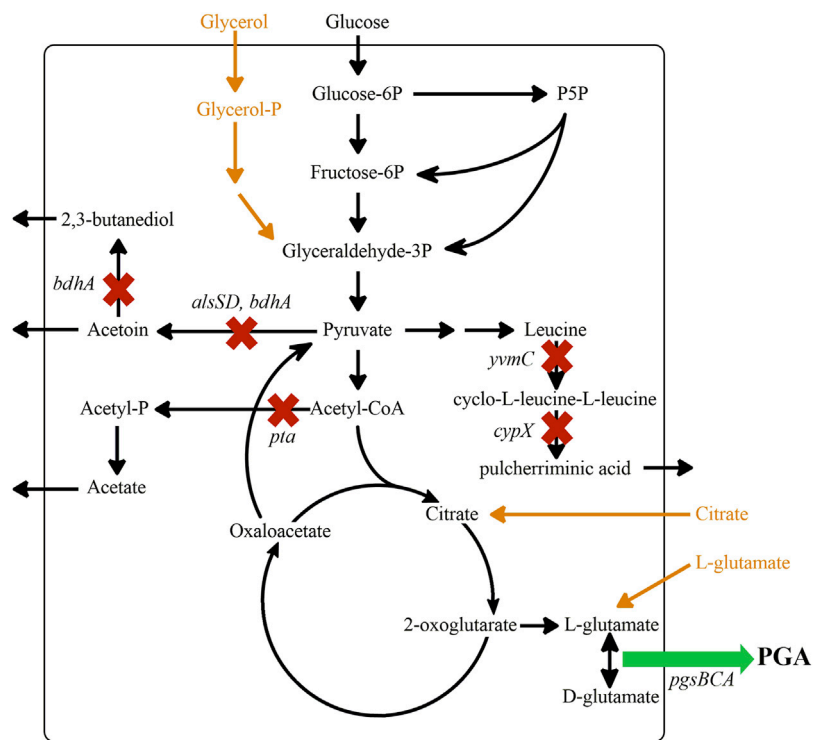 Glycerol
Glucose
Glycerol-P
Glucose-6P
P5P
Fructose-6P
2,3-butanediol
Glyceraldehyde-3P
bdhA
alsSD, bdhA
Acetoin
Pyruvate
Leucine
yvmC
cyclo-L-leucine-L-leucine
Acetyl-P
Acetyl-CoA
pta
cypX
pulcherriminic acid
Acetate
Citrate
Citrate
Oxaloacetate
L-glutamate
2-oxoglutarate
L-glutamate
PGA
pgsBCA
D-glutamate